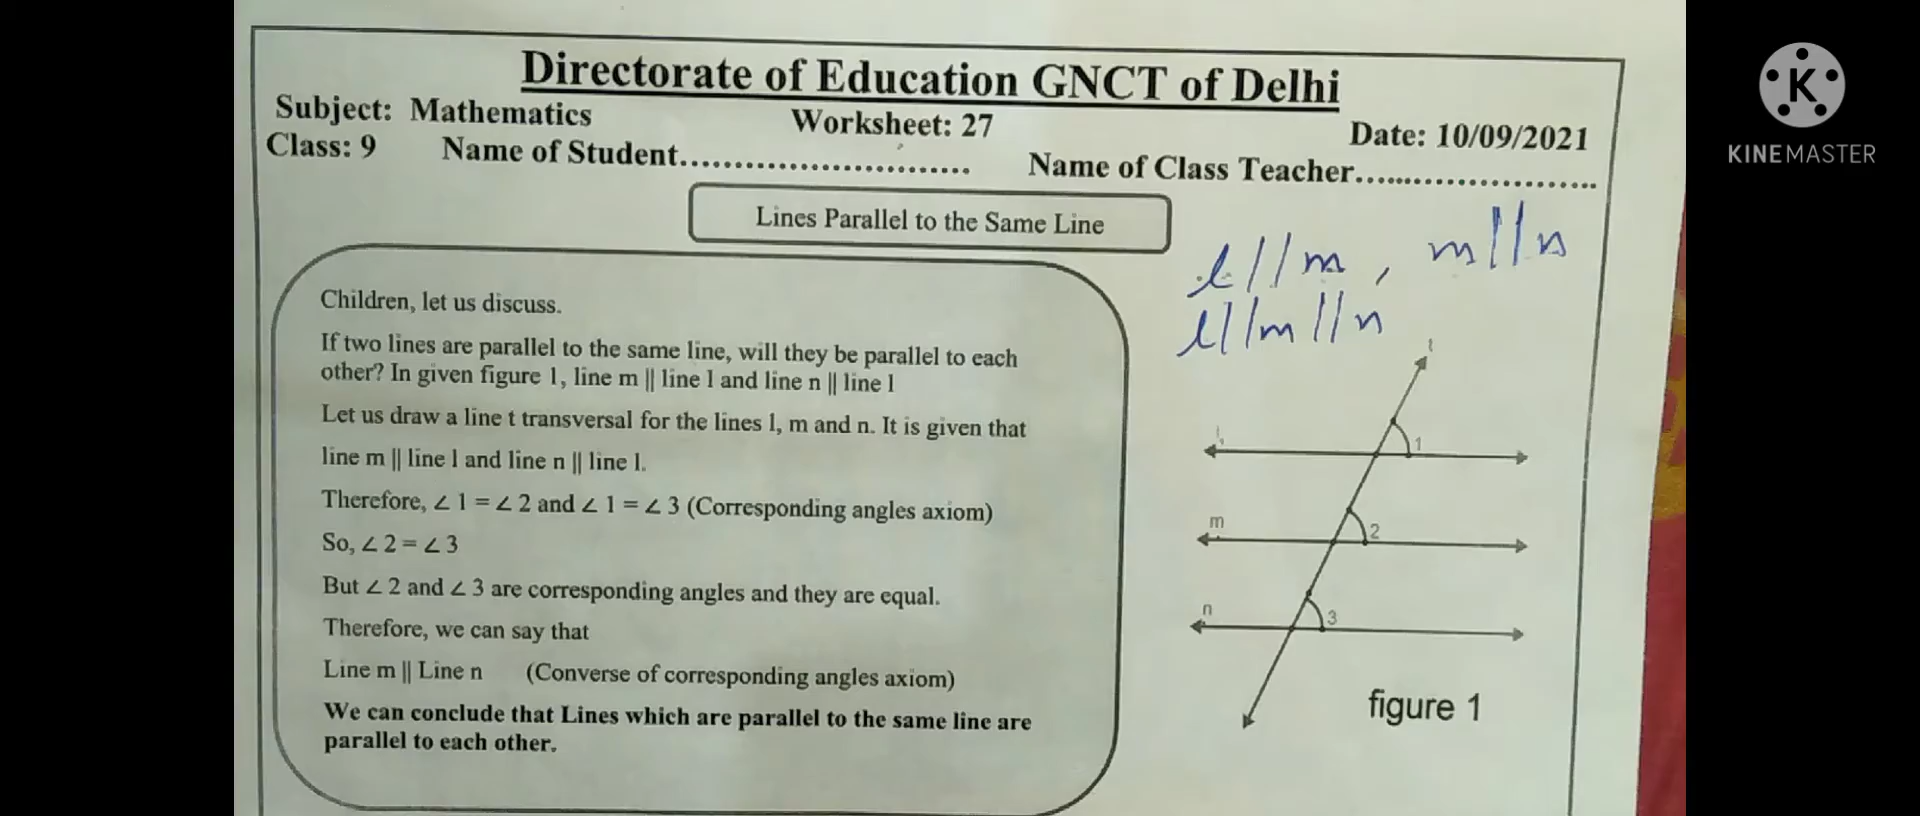 Directorate of Education GNCT of Delhi
Subject: Mathematics Worksheet: 27 Date: 10/09/2021
Class: 9 Name of Student........................... Name of Class Teacher........................
Lines Parallel to the Same Line
l//m, m//n
l//m//n
Children, let us discuss.
If two lines are parallel to the same line, will they be parallel to each
other? In given figure 1, line m || line l and line n || line l
Let us draw a line t transversal for the lines l, m and n. It is given that
line m || line l and line n || line l.
Therefore, ∠ 1 = ∠ 2 and ∠ 1 = ∠ 3 (Corresponding angles axiom)
So, ∠ 2 = ∠ 3
But ∠ 2 and ∠ 3 are corresponding angles and they are equal.
Therefore, we can say that
Line m || Line n (Converse of corresponding angles axiom)
We can conclude that Lines which are parallel to the same line are
parallel to each other.
t
l
1
m
2
n
3
figure 1
K
KINEMASTER